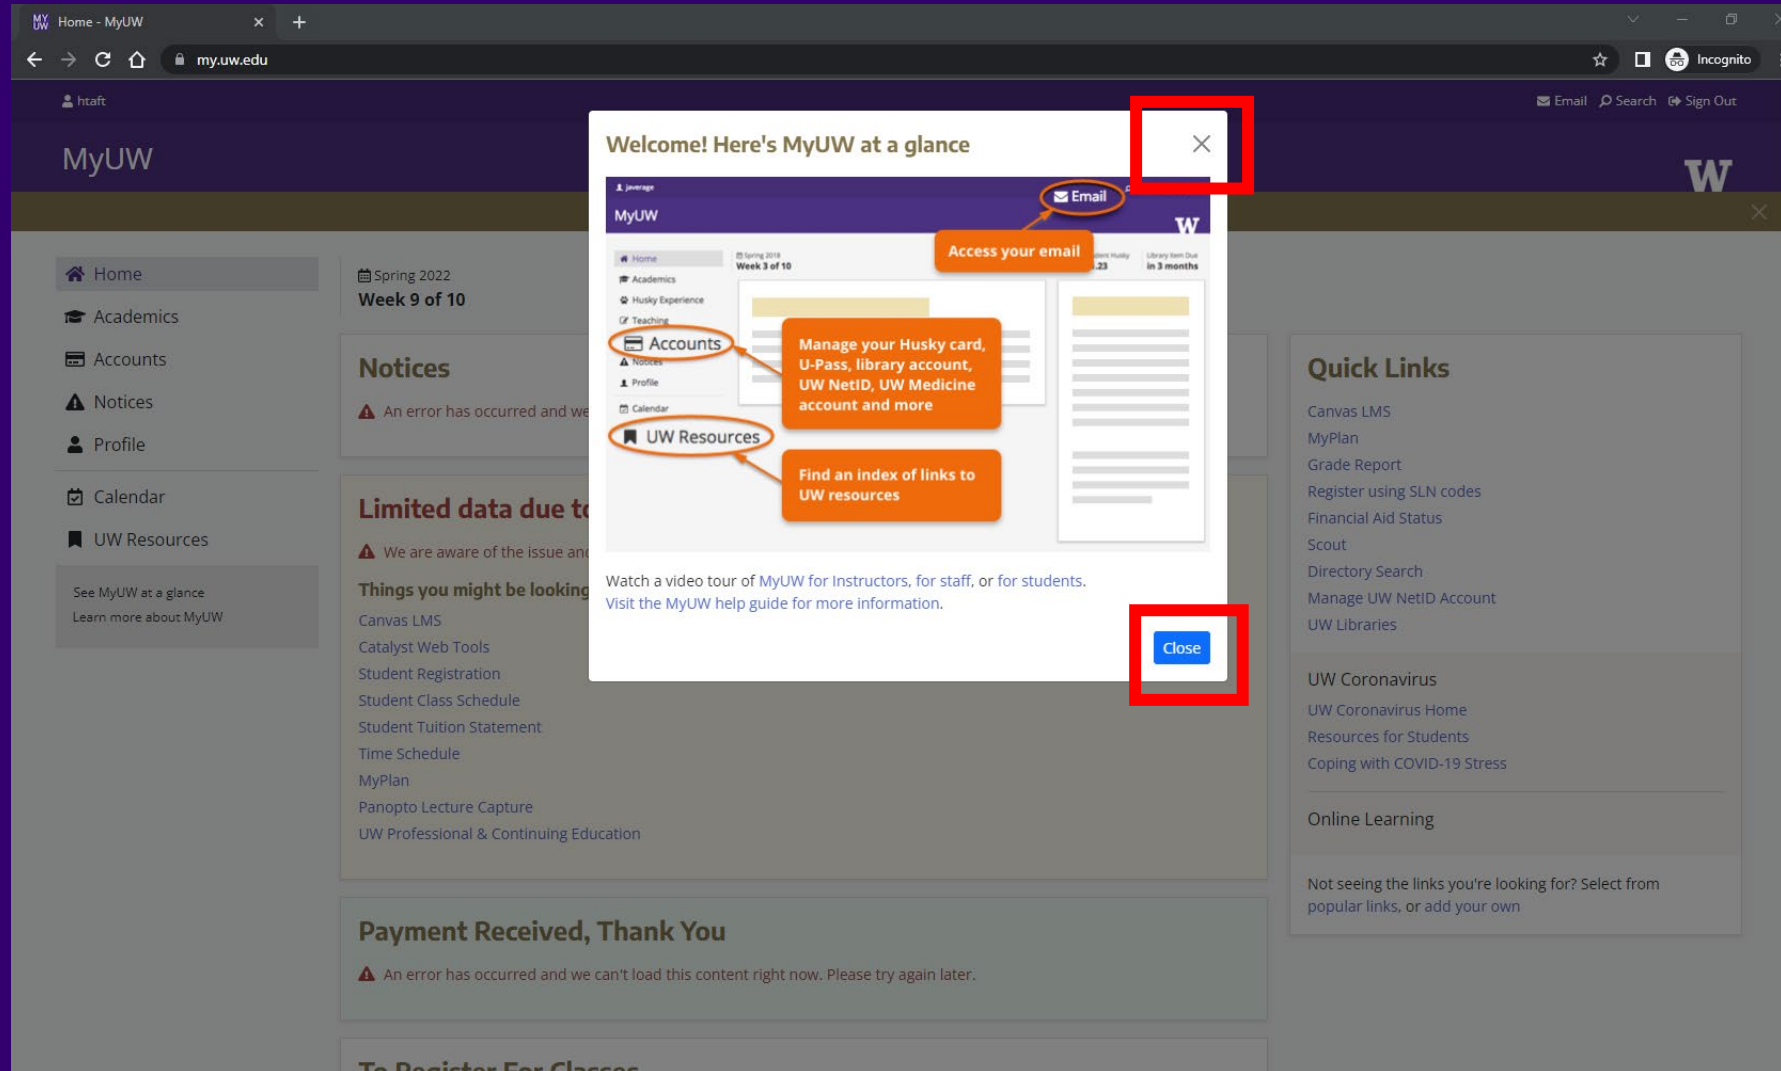 MY
UW
Home - MyUW
my.uw.edu
Incognito
htaft
Email
Search
Sign Out
MyUW
W
Home
Academics
Accounts
Notices
Profile
Calendar
UW Resources
See MyUW at a glance
Learn more about MyUW
Spring 2022
Week 9 of 10
Notices
An error has occurred and we
Limited data due to
We are aware of the issue and
Things you might be looking
Canvas LMS
Catalyst Web Tools
Student Registration
Student Class Schedule
Student Tuition Statement
Time Schedule
MyPlan
Panopto Lecture Capture
UW Professional & Continuing Education
Payment Received, Thank You
An error has occurred and we can't load this content right now. Please try again later.
To Register For Classes
Welcome! Here's MyUW at a glance
javerage
Email
MyUW
W
Access your email
Home
Academics
Husky Experience
Teaching
Accounts
Notices
Profile
Calendar
UW Resources
Spring 2018
Week 3 of 10
.23
Library Item Due
in 3 months
Manage your Husky card,
U-Pass, library account,
UW NetID, UW Medicine
account and more
Find an index of links to
UW resources
Watch a video tour of MyUW for Instructors, for staff, or for students.
Visit the MyUW help guide for more information.
Close
Quick Links
Canvas LMS
MyPlan
Grade Report
Register using SLN codes
Financial Aid Status
Scout
Directory Search
Manage UW NetID Account
UW Libraries
UW Coronavirus
UW Coronavirus Home
Resources for Students
Coping with COVID-19 Stress
Online Learning
Not seeing the links you're looking for? Select from
popular links, or add your own